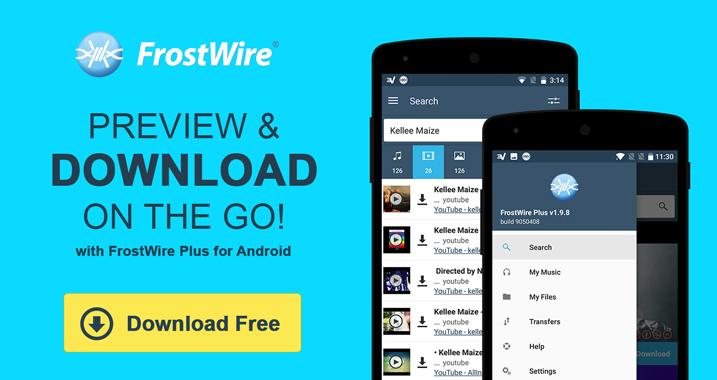 FrostWire®
PREVIEW &
DOWNLOAD
ON THE GO!
with FrostWire Plus for Android
Download Free
3:14
Search
Kellee Maize
126
26
126
Kellee Maize
... youtube
YouTube - kelle
Kellee Maize
... youtube
YouTube - kell
Directed by N
... youtube
YouTube - kelle
Kellee Maize -
... youtube
YouTube - kelle
• Kellee Maize
... youtube
YouTube - AllIn
11:30
FrostWire Plus v1.9.8
build 9050408
Search
My Music
My Files
Transfers
Help
Settings
Download